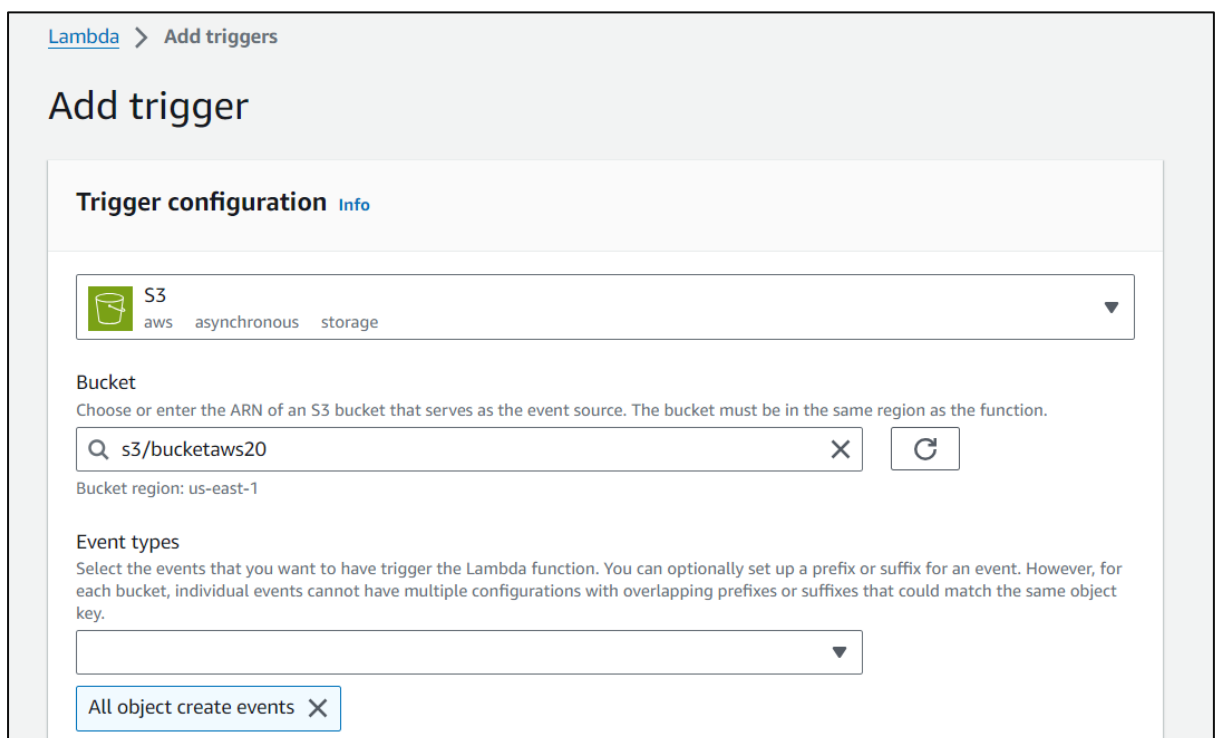 Lambda > Add triggers
Add trigger
Trigger configuration Info
S3
aws asynchronous storage
Bucket
Choose or enter the ARN of an S3 bucket that serves as the event source. The bucket must be in the same region as the function.
s3/bucketaws20
Bucket region: us-east-1
Event types
Select the events that you want to have trigger the Lambda function. You can optionally set up a prefix or suffix for an event. However, for
each bucket, individual events cannot have multiple configurations with overlapping prefixes or suffixes that could match the same object
key.
All object create events